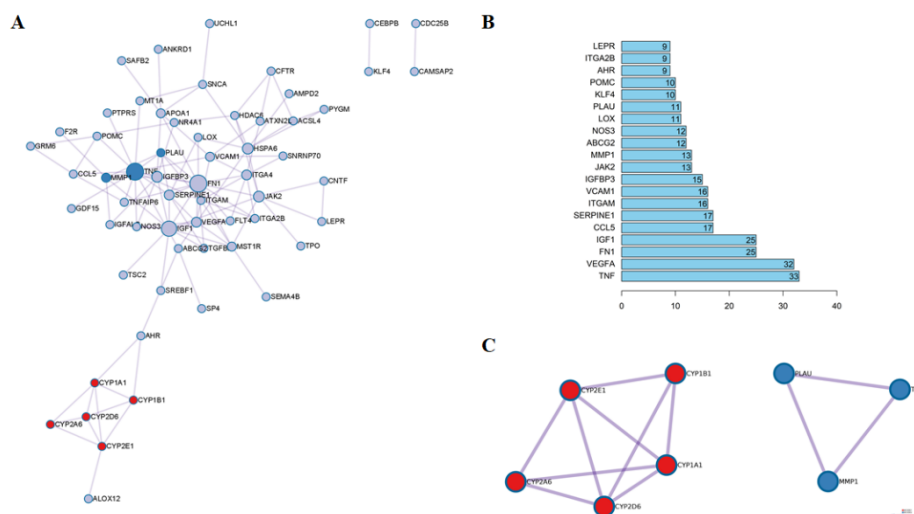 A
UCHL1
CEBPB
CDC25B
ANKRD1
SAFB2
KLF4
CAMSAP2
CFTR
SNCA
AMPD2
MT1A
PTPRS
APOA1
HDAC6
PYGM
NR4A1
ACSL4
F2R
POMC
LOX
GRM6
PLAU
HSPA6
VCAM1
SNRNP70
CCL5
TNF
IGFBP3
ITGA4
MMP1
FN1
CNTF
SERPINE1
JAK2
TNFAIP6
ITGAM
GDF15
NOS3
IGF1
VEGFA
FLT4
ITGA2B
LEPR
ABCG2
MST1R
TPO
TSC2
SREBF1
SEMA4B
SP4
AHR
CYP1A1
CYP1B1
CYP2D6
CYP2A6
CYP2E1
ALOX12
B
LEPR 9
ITGA2B 9
AHR 9
POMC 10
KLF4 10
PLAU 11
LOX 11
NOS3 12
ABCG2 12
MMP1 13
JAK2 13
IGFBP3 15
VCAM1 16
ITGAM 16
SERPINE1 17
CCL5 17
IGF1 25
FN1 25
VEGFA 32
TNF 33
0 10 20 30 40
C
CYP1B1
CYP2E1
CYP1A1
CYP2A6
CYP2D6
PLAU
T
MMP1